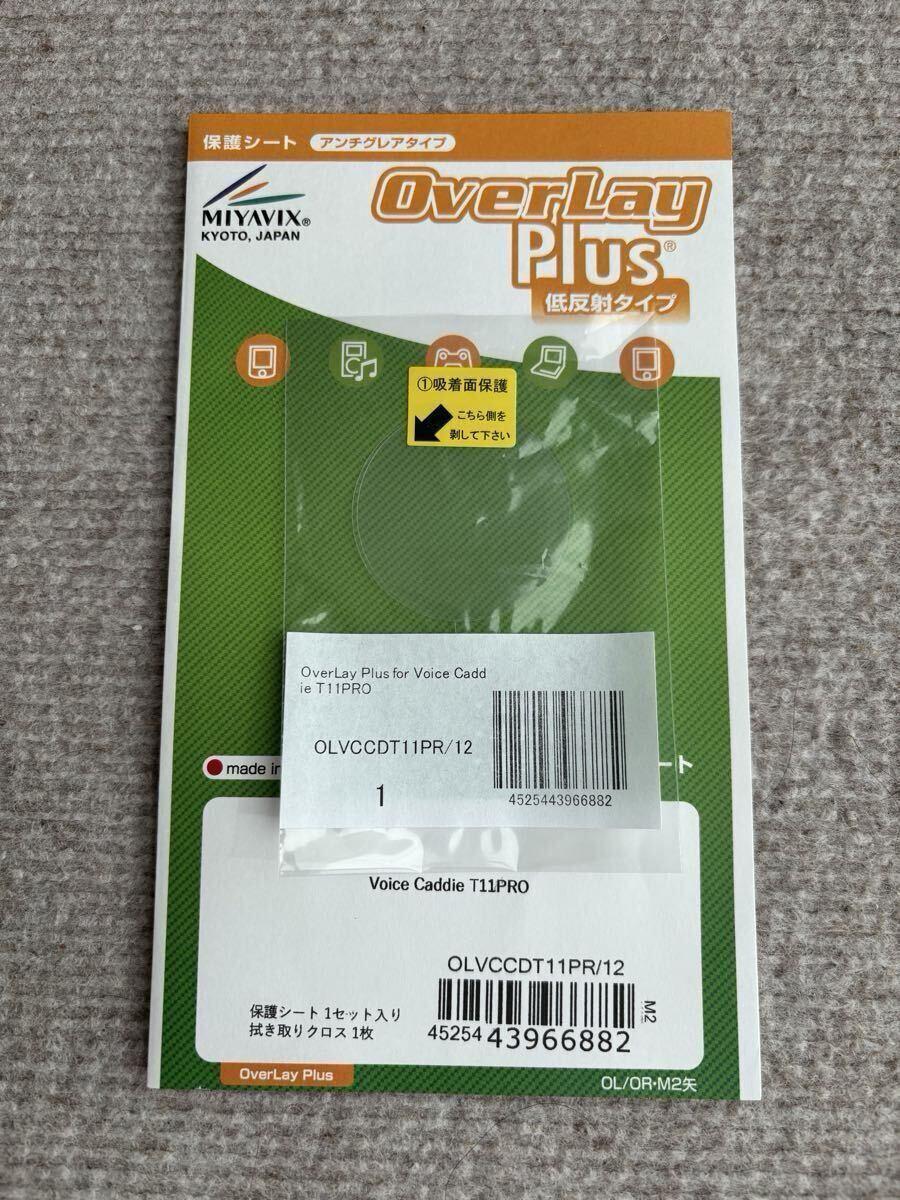 保護シート アンチグレアタイプ
MIYAVIX®
KYOTO, JAPAN
OverLay
Plus®
低反射タイプ
①吸着面保護
こちら側を
剥して下さい
OverLay Plus for Voice Cadd
ie T11PRO
OLVCCDT11PR/12
1
4525443966882
made in
ート
Voice Caddie T11PRO
OLVCCDT11PR/12
M2
保護シート 1セット入り
拭き取りクロス 1枚
4525443966882
OverLay Plus
OL/OR・M2矢